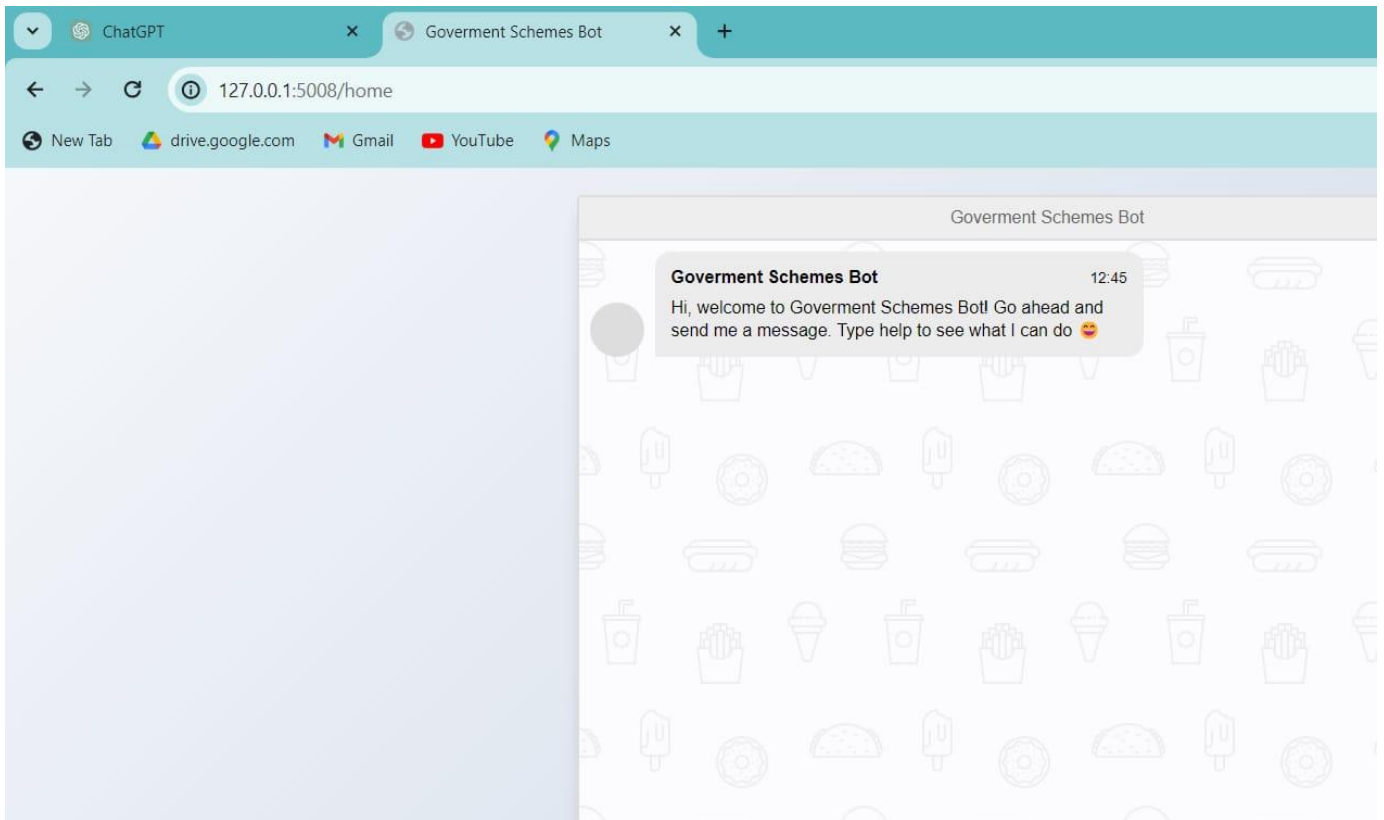 ChatGPT
Goverment Schemes Bot
127.0.0.1:5008/home
New Tab drive.google.com Gmail YouTube Maps
Goverment Schemes Bot
Goverment Schemes Bot 12:45
Hi, welcome to Goverment Schemes Bot! Go ahead and
send me a message. Type help to see what I can do 😄